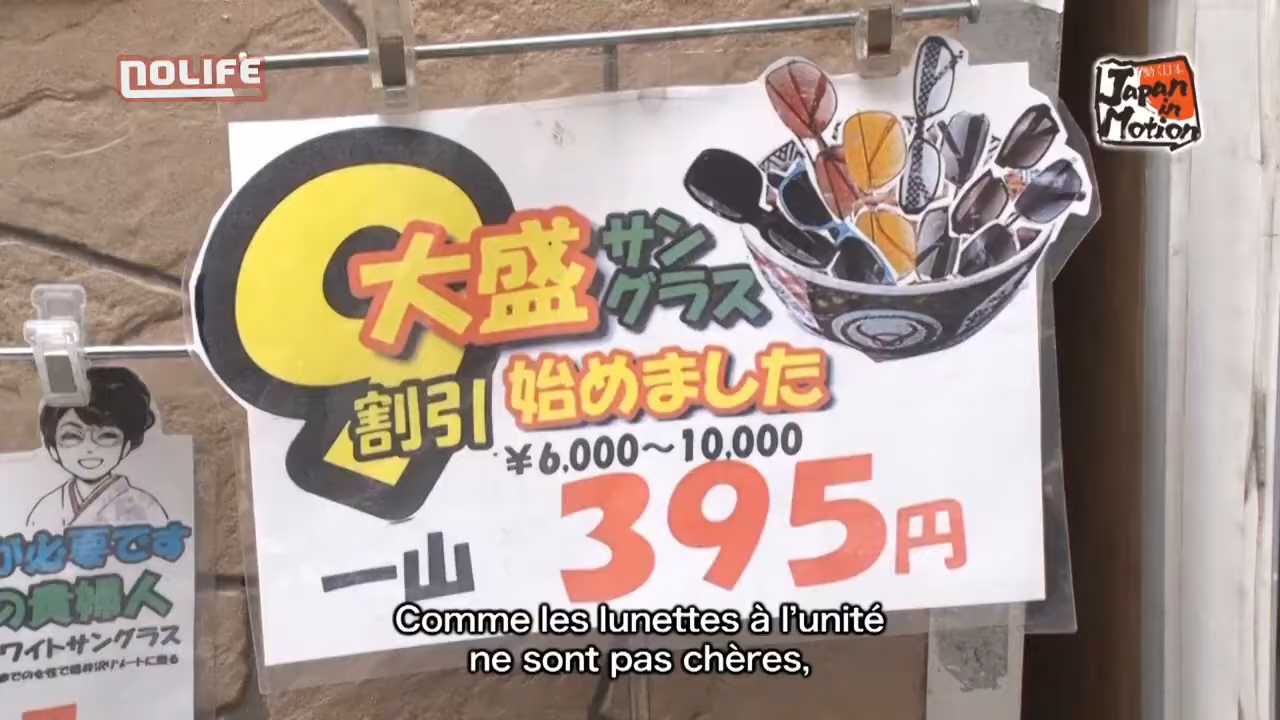 NOLIFE
Japan
in
Motion
大盛
サン
グラス
割引
始めました
¥6,000～10,000
一山
395円
が必要です
の貴婦人
ワイトサングラス
Comme les lunettes à l'unité
ne sont pas chères,